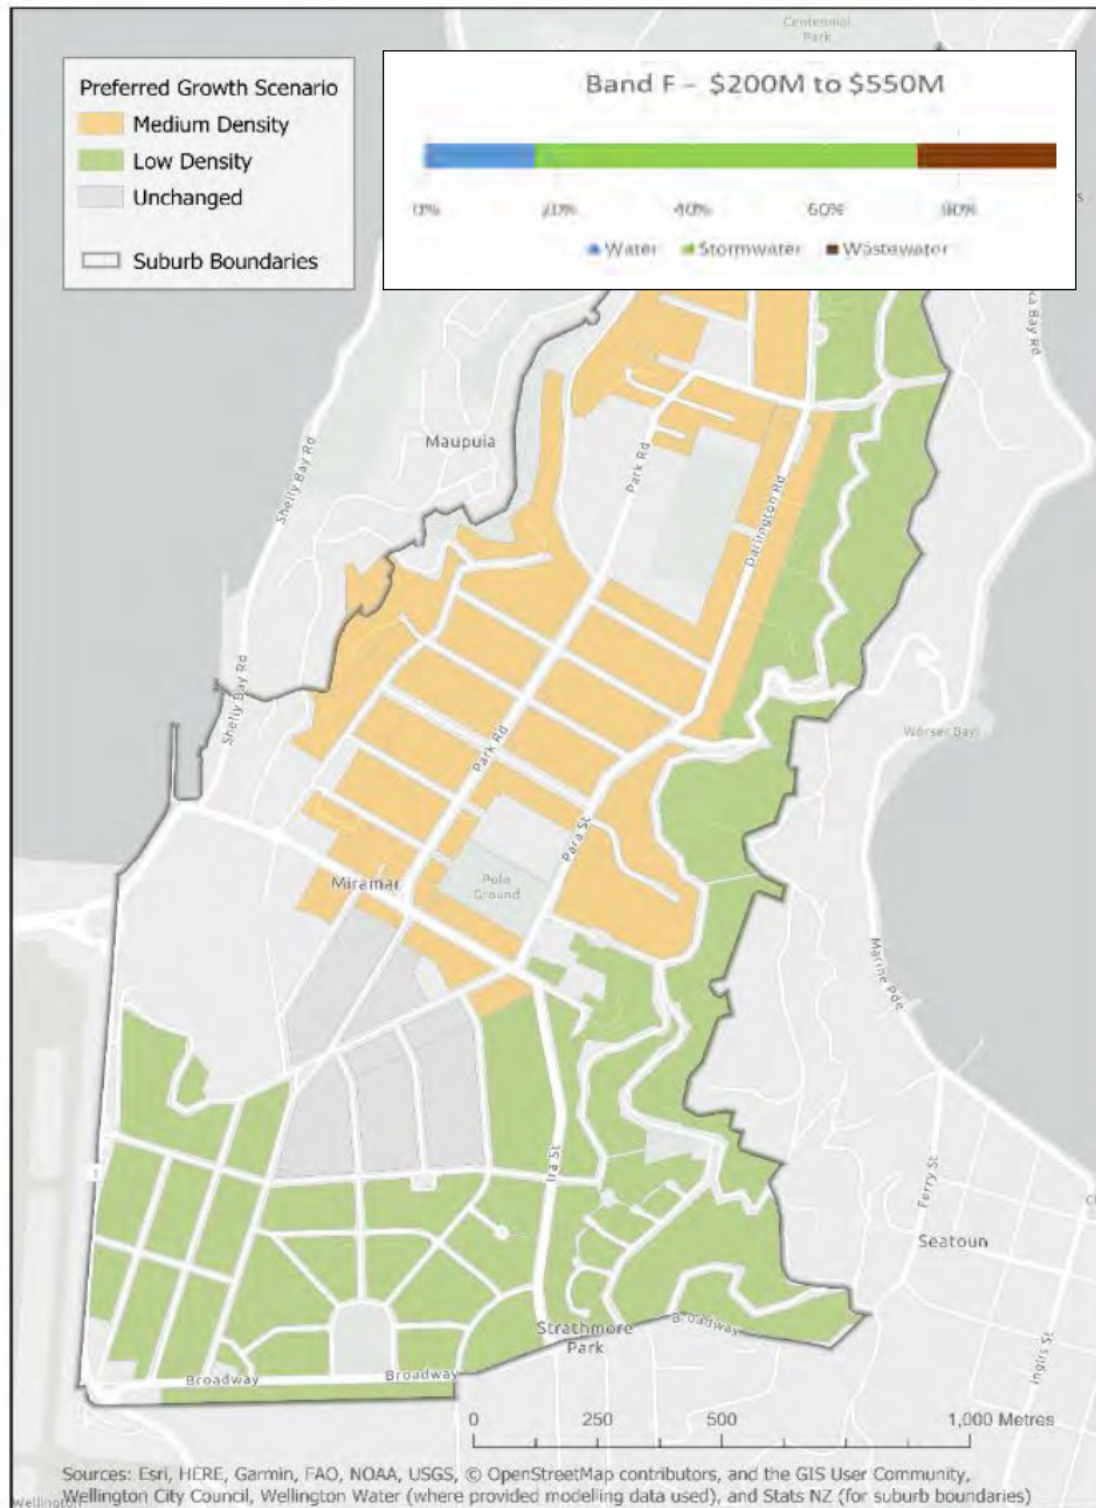 Centennial
Park
Preferred Growth Scenario
Medium Density
Low Density
Unchanged
Suburb Boundaries
Band F – $200M to $550M
0% 20% 40% 60% 80%
Water Stormwater Wastewater
Maupuia
Shelly Bay Rd
Park Rd
Darlington Rd
Shelly Bay Rd
Park Rd
Worser Bay
Para St
Miramar
Polo
Ground
Marine Pde
1
Ira St
Ferry St
Seatoun
Strathmore
Park
Broadway
Broadway
Broadway
Inglis St
0 250 500 1,000 Metres
Sources: Esri, HERE, Garmin, FAO, NOAA, USGS, © OpenStreetMap contributors, and the GIS User Community,
Wellington City Council, Wellington Water (where provided modelling data used), and Stats NZ (for suburb boundaries)
Wellington